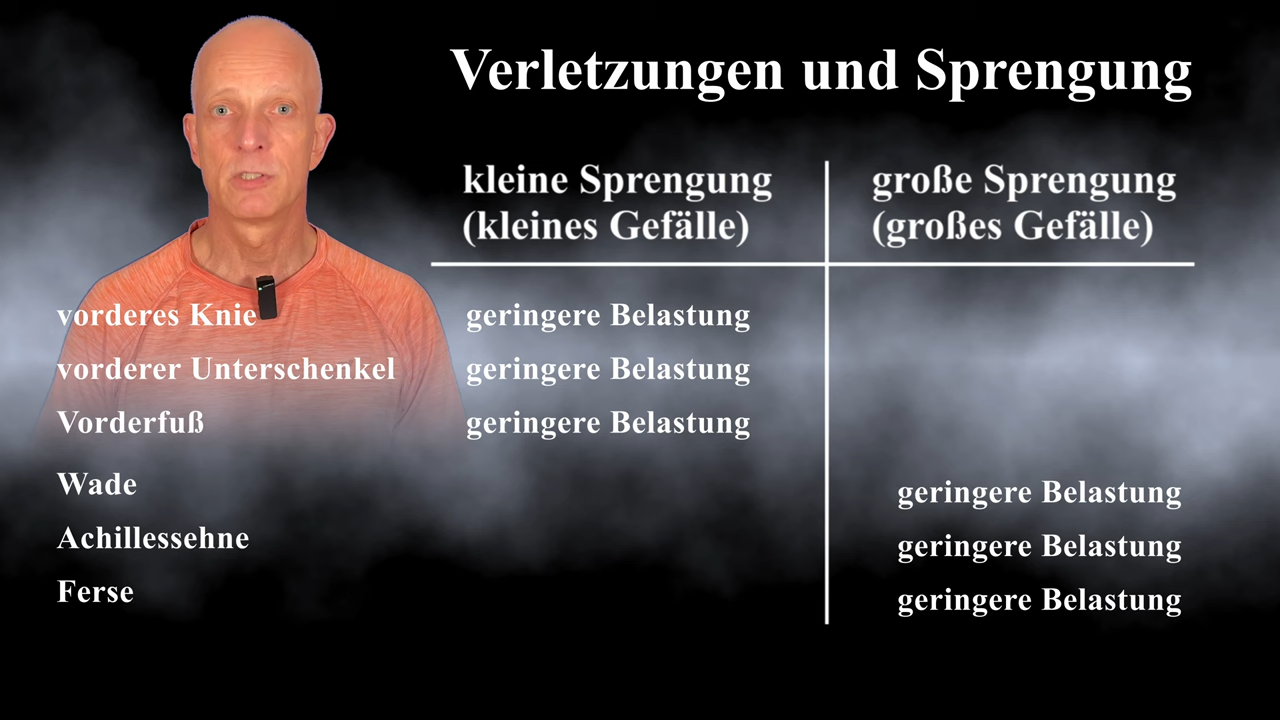 Verletzungen und Sprengung
kleine Sprengung
(kleines Gefälle)
große Sprengung
(großes Gefälle)
vorderes Knie geringere Belastung
vorderer Unterschenkel geringere Belastung
Vorderfuß geringere Belastung
Wade geringere Belastung
Achillessehne geringere Belastung
Ferse geringere Belastung